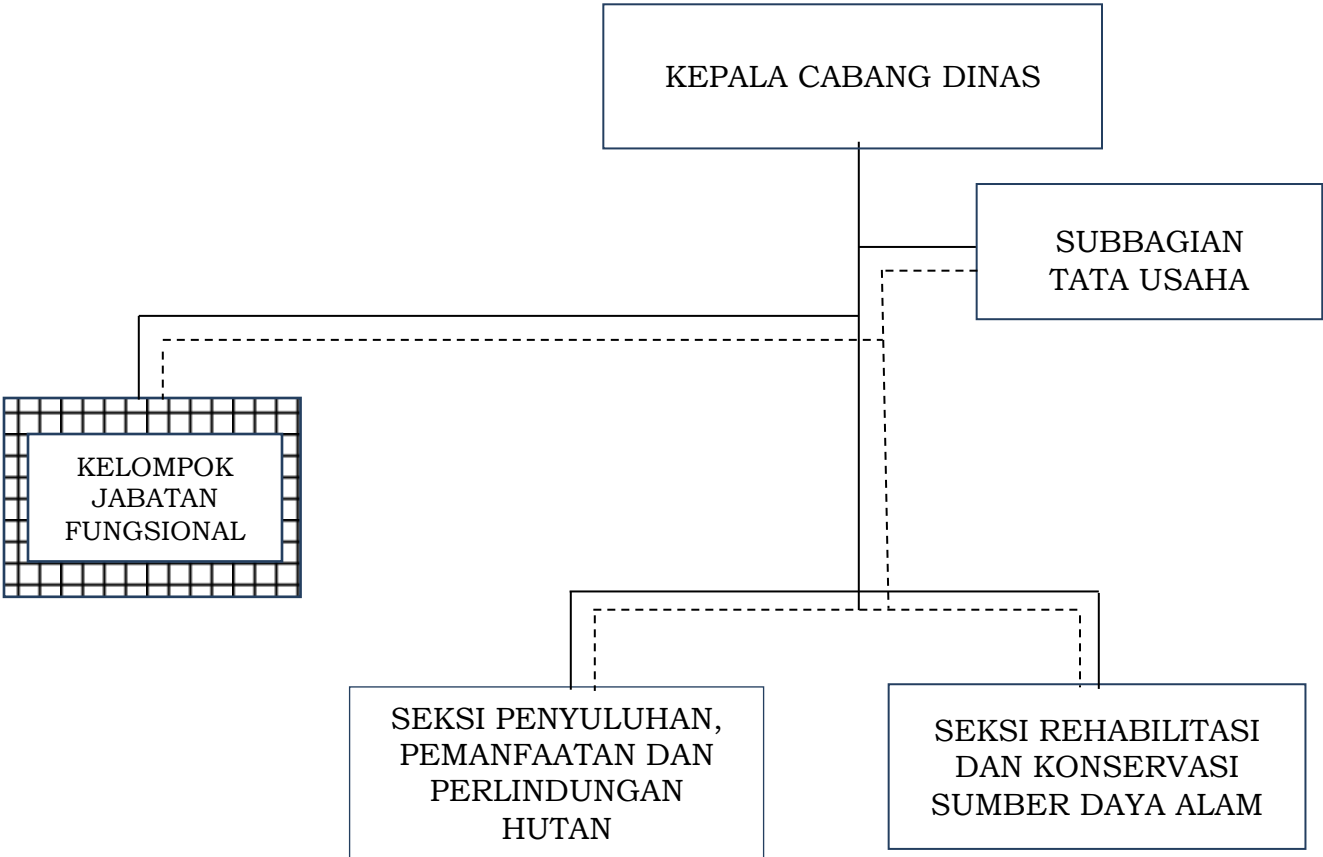 KEPALA CABANG DINAS
SUBBAGIAN
TATA USAHA
KELOMPOK
JABATAN
FUNGSIONAL
SEKSI PENYULUHAN,
PEMANFAATAN DAN
PERLINDUNGAN
HUTAN
SEKSI REHABILITASI
DAN KONSERVASI
SUMBER DAYA ALAM